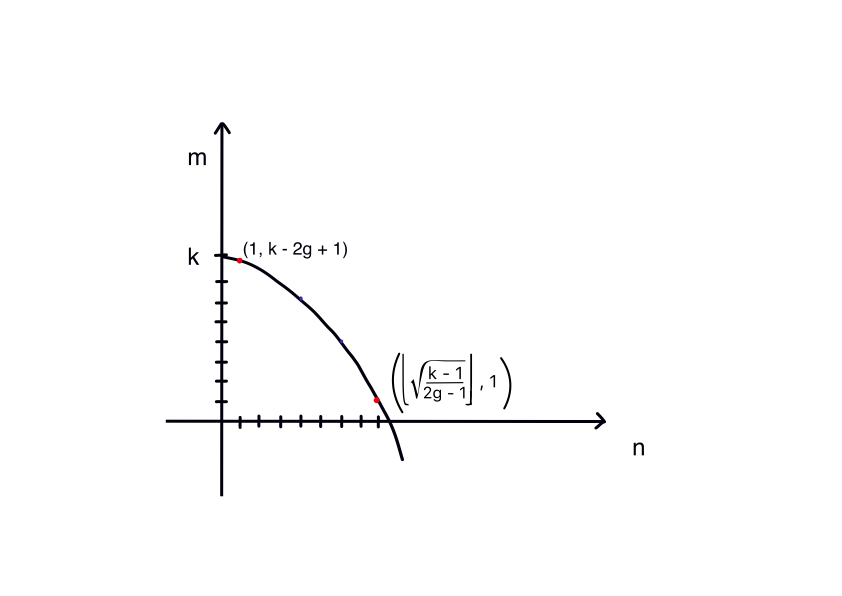 m
k
(1, k - 2g + 1)
(⌊√((k - 1)/(2g - 1))⌋, 1)
n